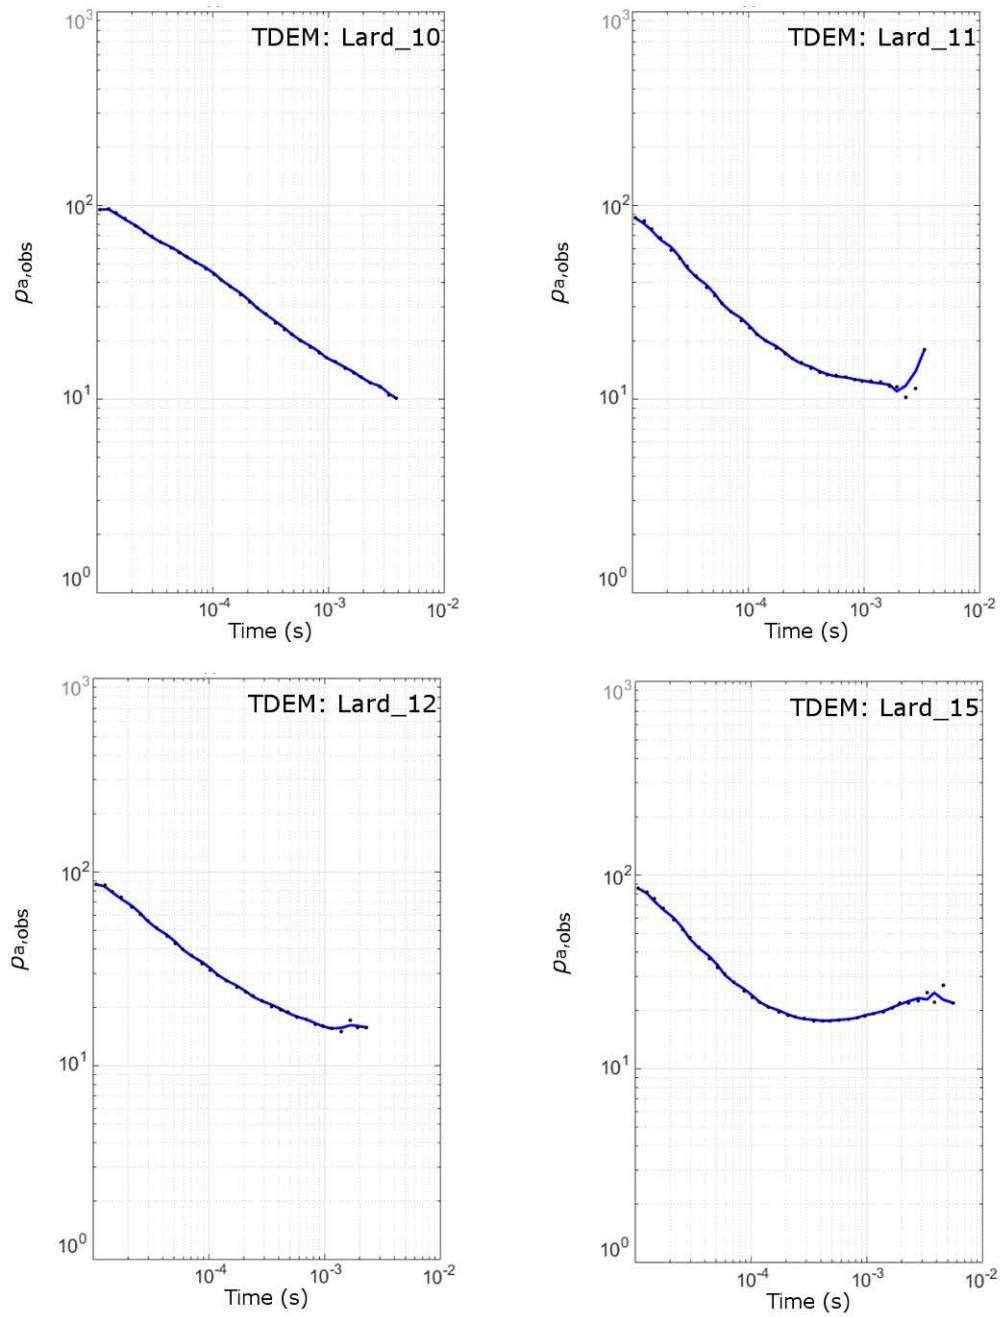 TDEM: Lard_10
10³
10²
10¹
10⁰
ρa,obs
10⁻⁴ 10⁻³ 10⁻²
Time (s)
TDEM: Lard_11
10³
10²
10¹
10⁰
ρa,obs
10⁻⁴ 10⁻³ 10⁻²
Time (s)
TDEM: Lard_12
10³
10²
10¹
10⁰
ρa,obs
10⁻⁴ 10⁻³ 10⁻²
Time (s)
TDEM: Lard_15
10³
10²
10¹
10⁰
ρa,obs
10⁻⁴ 10⁻³ 10⁻²
Time (s)